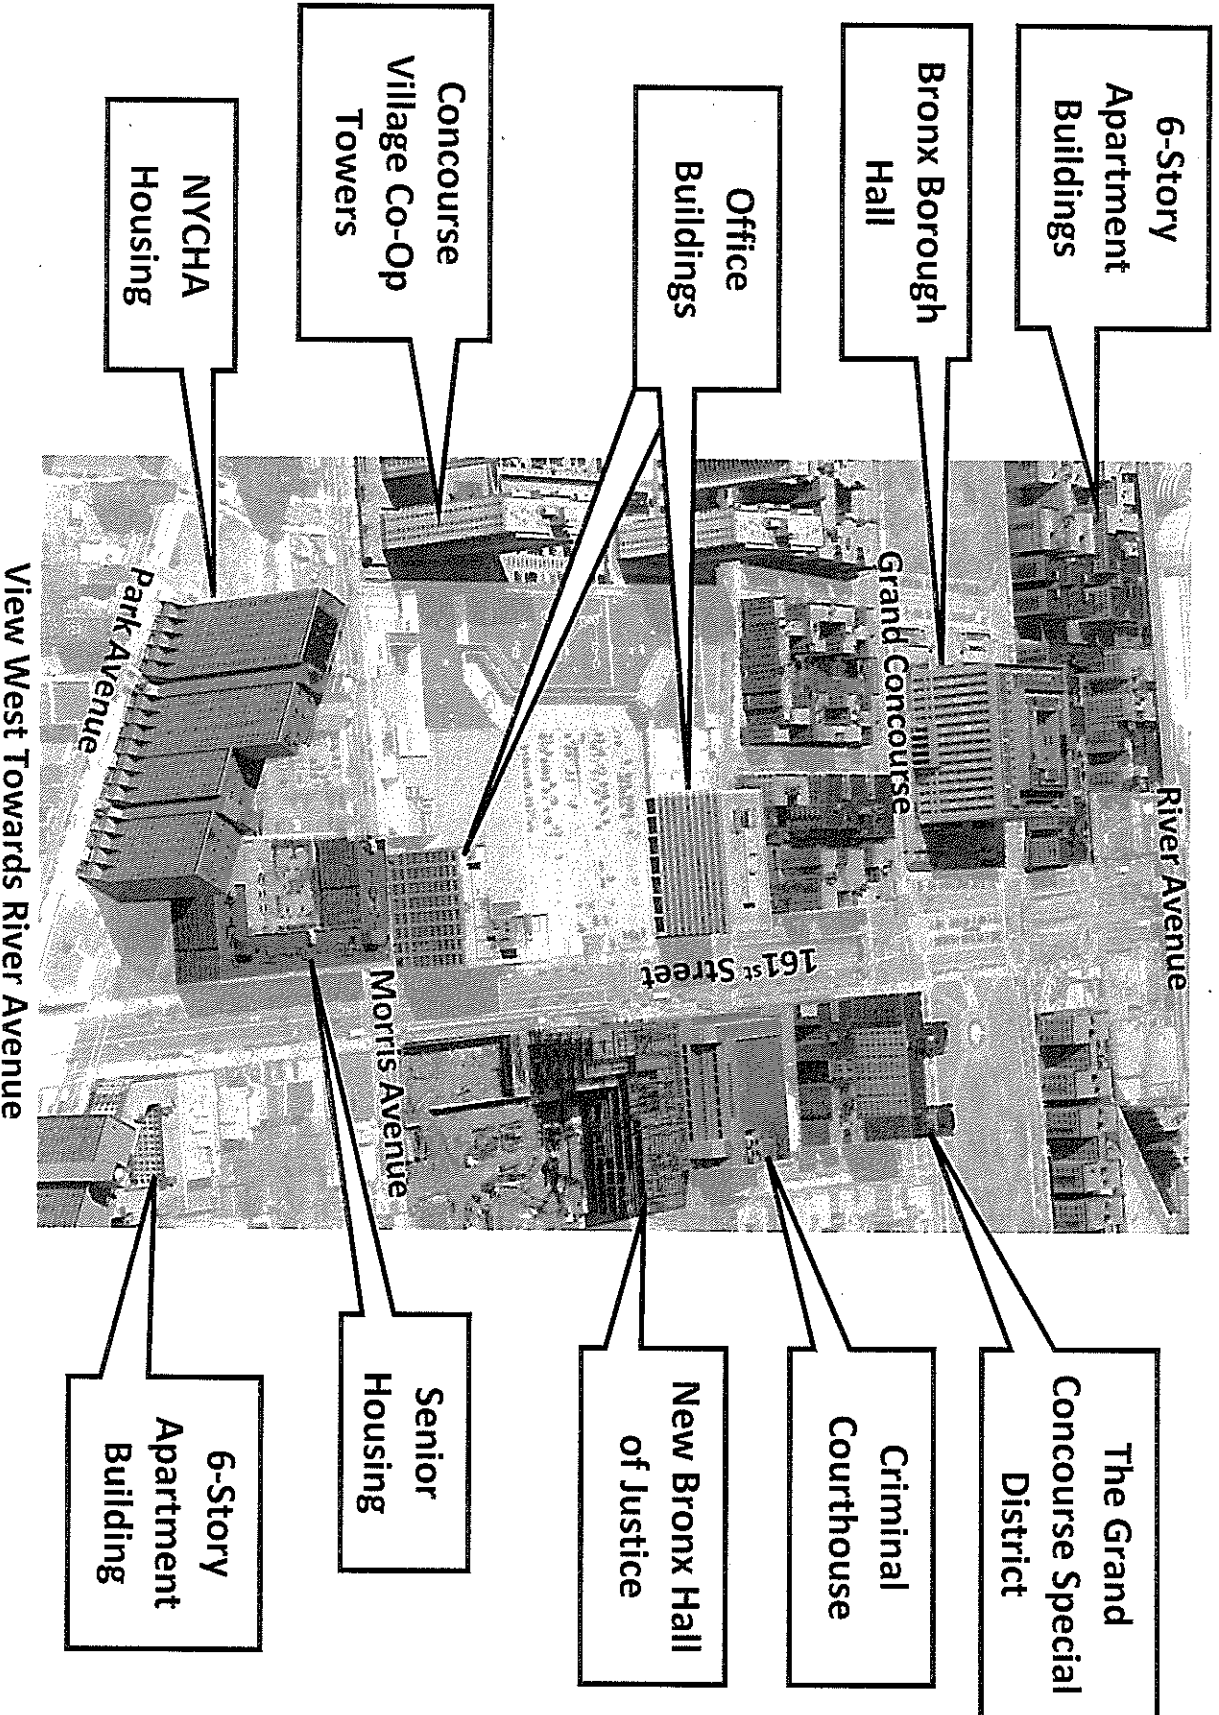 6-Story
Apartment
Buildings
Bronx Borough
Hall
Office
Buildings
Concourse
Village Co-Op
Towers
NYCHA
Housing
River Avenue
Grand Concourse
161st Street
Morris Avenue
Park Avenue
The Grand
Concourse Special
District
Criminal
Courthouse
New Bronx Hall
of Justice
Senior
Housing
6-Story
Apartment
Building
View West Towards River Avenue